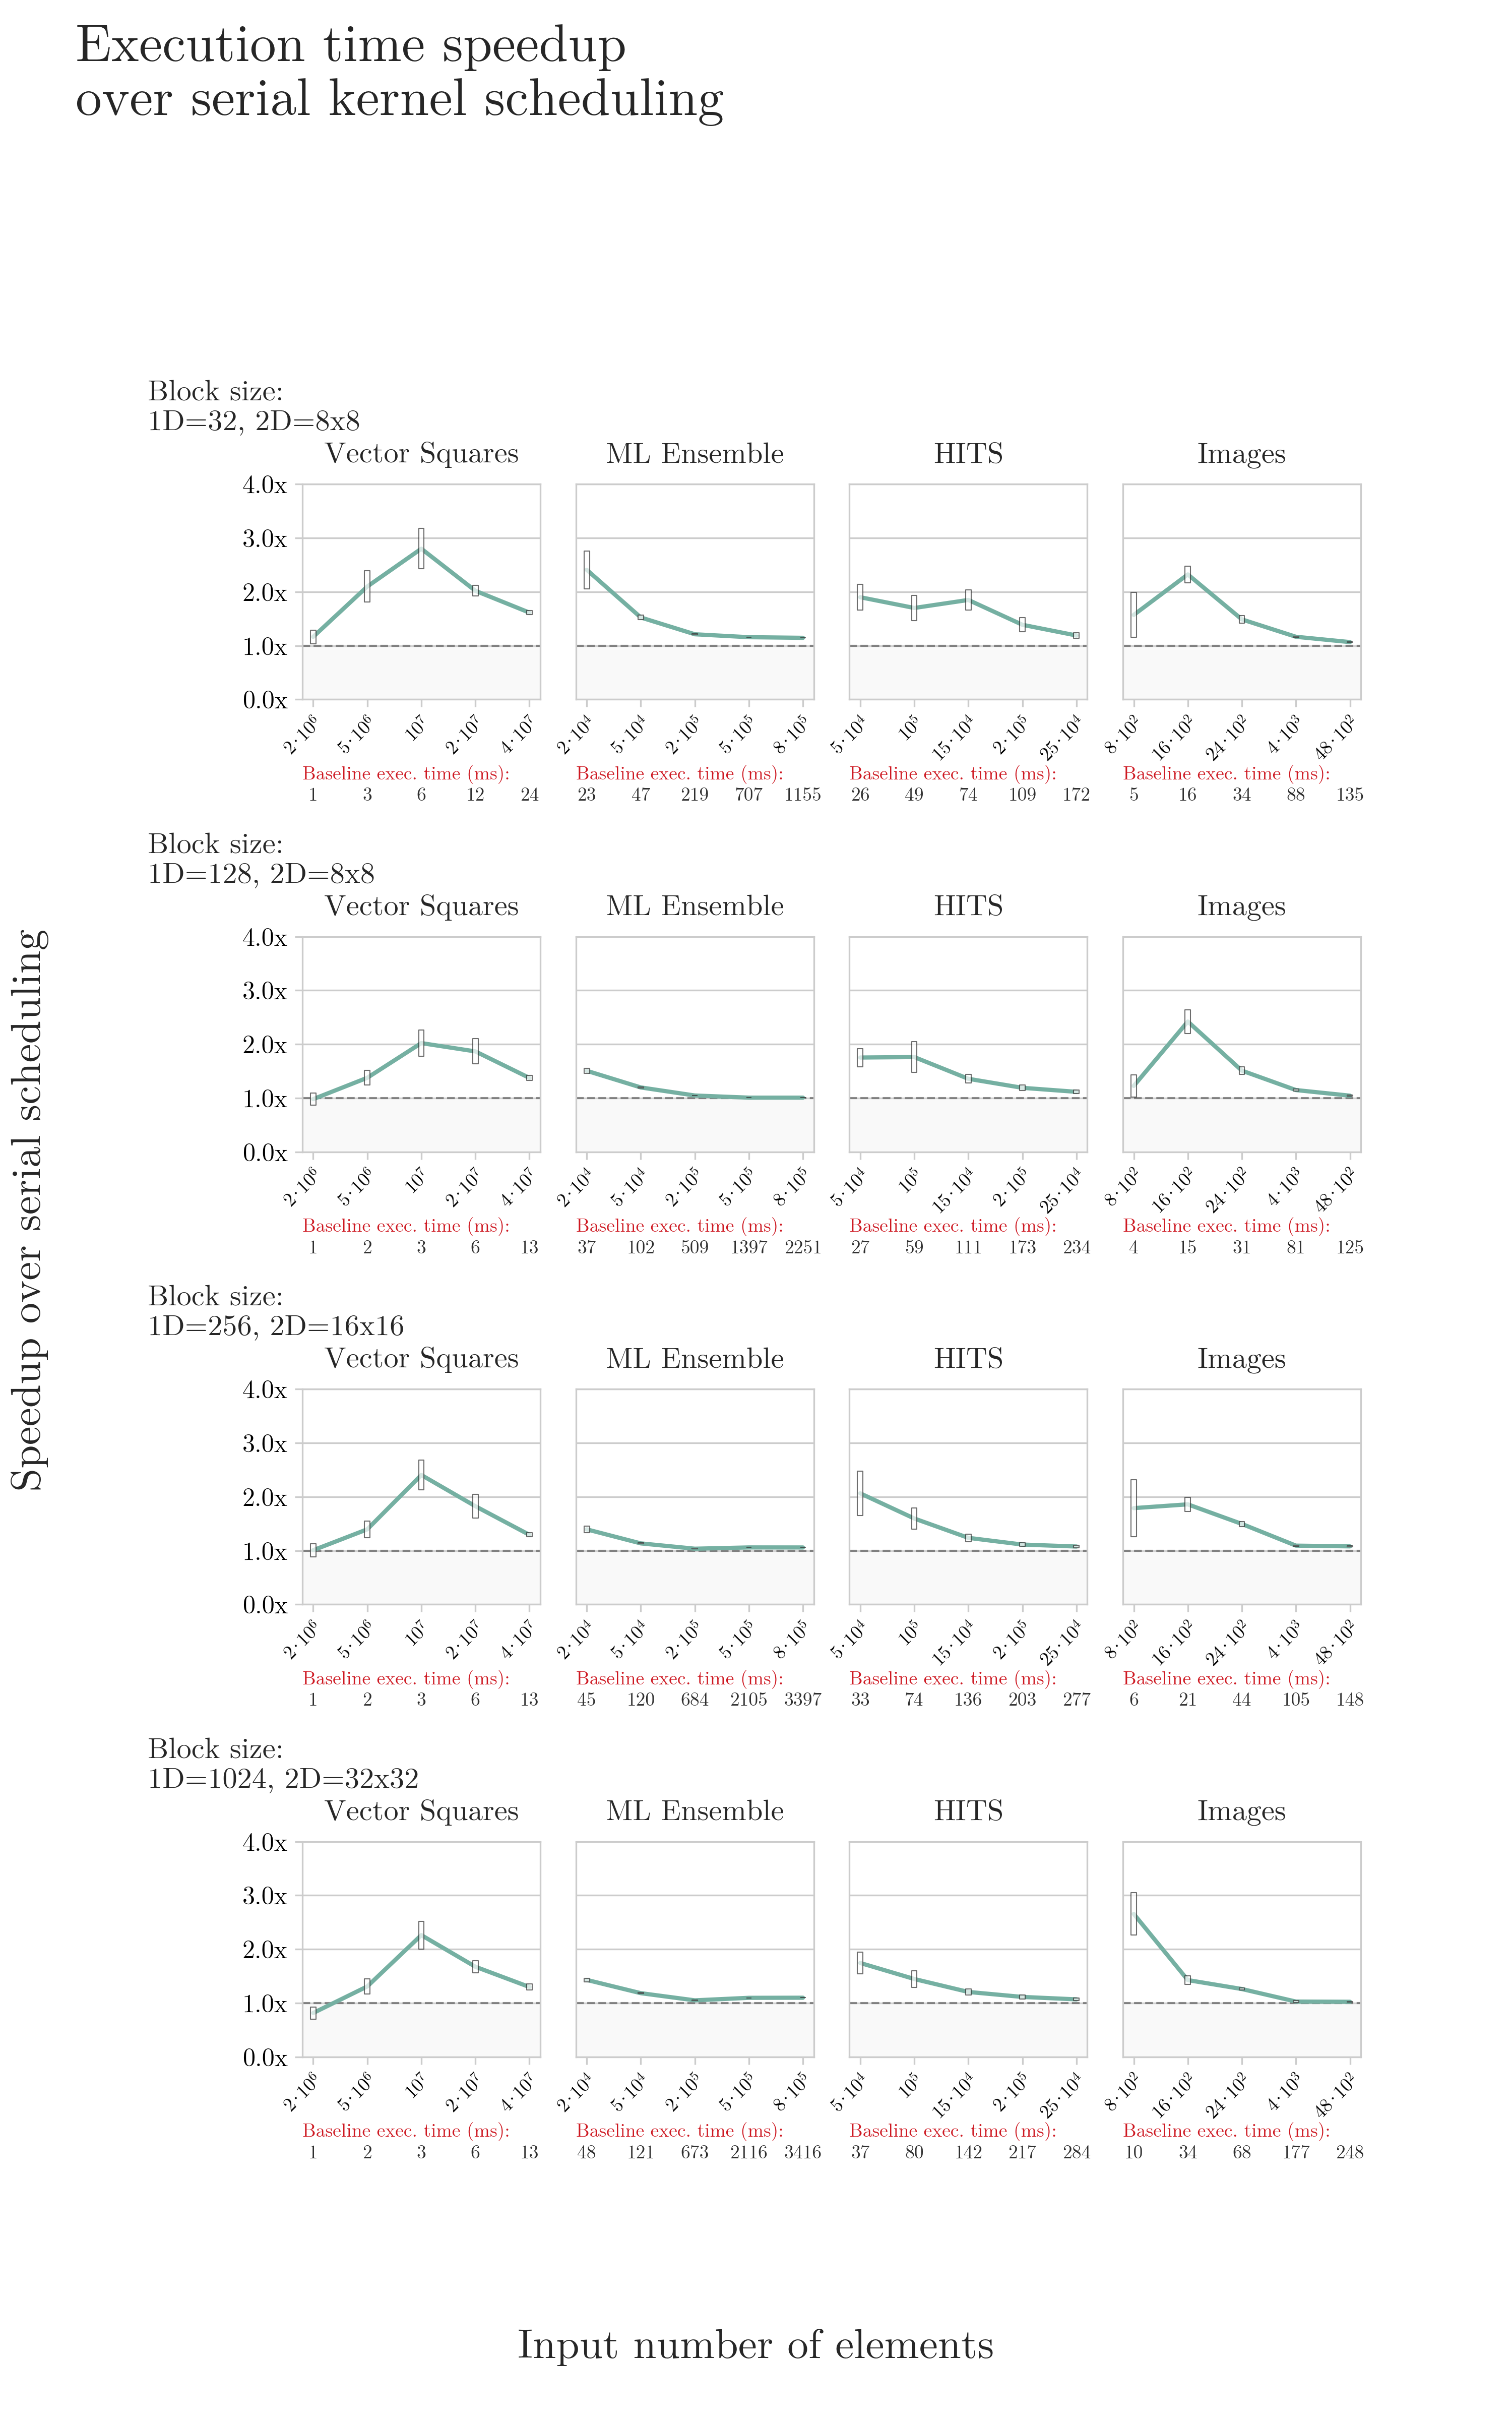 Execution time speedup
over serial kernel scheduling
Speedup over serial scheduling
Block size:
1D=32, 2D=8x8
Vector Squares ML Ensemble HITS Images
4.0x
3.0x
2.0x
1.0x
0.0x
2·10⁶ 5·10⁶ 10⁷ 2·10⁷ 4·10⁷ 2·10⁴ 5·10⁴ 2·10⁵ 5·10⁵ 8·10⁵ 5·10⁴ 10⁵ 15·10⁴ 2·10⁵ 25·10⁴ 8·10² 16·10² 24·10² 4·10³ 48·10²
Baseline exec. time (ms): Baseline exec. time (ms): Baseline exec. time (ms): Baseline exec. time (ms):
1 3 6 12 24 23 47 219 707 1155 26 49 74 109 172 5 16 34 88 135
Block size:
1D=128, 2D=8x8
Vector Squares ML Ensemble HITS Images
4.0x
3.0x
2.0x
1.0x
0.0x
2·10⁶ 5·10⁶ 10⁷ 2·10⁷ 4·10⁷ 2·10⁴ 5·10⁴ 2·10⁵ 5·10⁵ 8·10⁵ 5·10⁴ 10⁵ 15·10⁴ 2·10⁵ 25·10⁴ 8·10² 16·10² 24·10² 4·10³ 48·10²
Baseline exec. time (ms): Baseline exec. time (ms): Baseline exec. time (ms): Baseline exec. time (ms):
1 2 3 6 13 37 102 509 1397 2251 27 59 111 173 234 4 15 31 81 125
Block size:
1D=256, 2D=16x16
Vector Squares ML Ensemble HITS Images
4.0x
3.0x
2.0x
1.0x
0.0x
2·10⁶ 5·10⁶ 10⁷ 2·10⁷ 4·10⁷ 2·10⁴ 5·10⁴ 2·10⁵ 5·10⁵ 8·10⁵ 5·10⁴ 10⁵ 15·10⁴ 2·10⁵ 25·10⁴ 8·10² 16·10² 24·10² 4·10³ 48·10²
Baseline exec. time (ms): Baseline exec. time (ms): Baseline exec. time (ms): Baseline exec. time (ms):
1 2 3 6 13 45 120 684 2105 3397 33 74 136 203 277 6 21 44 105 148
Block size:
1D=1024, 2D=32x32
Vector Squares ML Ensemble HITS Images
4.0x
3.0x
2.0x
1.0x
0.0x
2·10⁶ 5·10⁶ 10⁷ 2·10⁷ 4·10⁷ 2·10⁴ 5·10⁴ 2·10⁵ 5·10⁵ 8·10⁵ 5·10⁴ 10⁵ 15·10⁴ 2·10⁵ 25·10⁴ 8·10² 16·10² 24·10² 4·10³ 48·10²
Baseline exec. time (ms): Baseline exec. time (ms): Baseline exec. time (ms): Baseline exec. time (ms):
1 2 3 6 13 48 121 673 2116 3416 37 80 142 217 284 10 34 68 177 248
Input number of elements